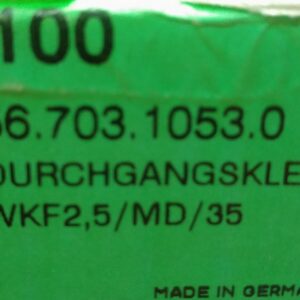 100
56.703.1053.0
DURCHGANGSKLE
WKF2,5/MD/35
MADE IN GERMA